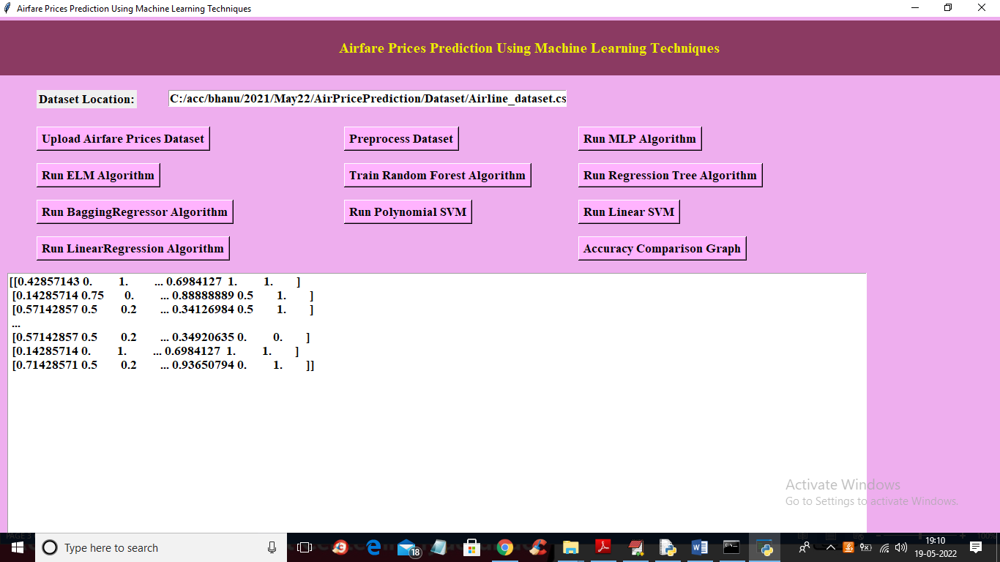 Airfare Prices Prediction Using Machine Learning Techniques
Airfare Prices Prediction Using Machine Learning Techniques
Dataset Location: C:/acc/bhanu/2021/May22/AirPricePrediction/Dataset/Airline_dataset.cs
Upload Airfare Prices Dataset Preprocess Dataset Run MLP Algorithm
Run ELM Algorithm Train Random Forest Algorithm Run Regression Tree Algorithm
Run BaggingRegressor Algorithm Run Polynomial SVM Run Linear SVM
Run LinearRegression Algorithm Accuracy Comparison Graph
[[0.42857143 0. 1. ... 0.6984127 1. 1. ]
[0.14285714 0.75 0. ... 0.88888889 0.5 1. ]
[0.57142857 0.5 0.2 ... 0.34126984 0.5 1. ]
...
[0.57142857 0.5 0.2 ... 0.34920635 0. 0. ]
[0.14285714 0. 1. ... 0.6984127 1. 1. ]
[0.71428571 0.5 0.2 ... 0.93650794 0. 1. ]]
Activate Windows
Go to Settings to activate Windows.
Type here to search
18
19:10
19-05-2022